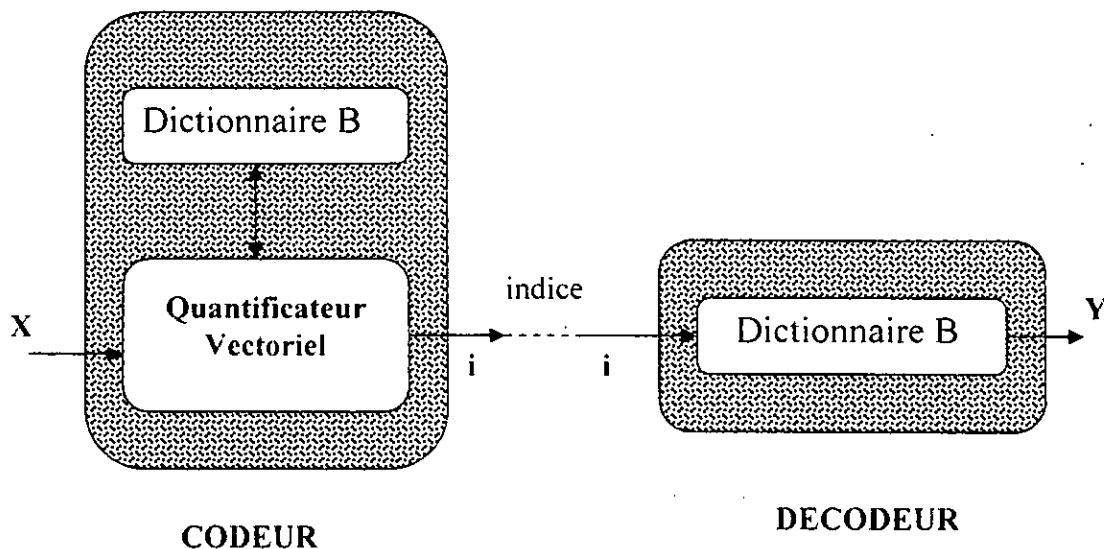 Dictionnaire B
Quantificateur
Vectoriel
X
i
indice
i
Dictionnaire B
Y
CODEUR
DECODEUR